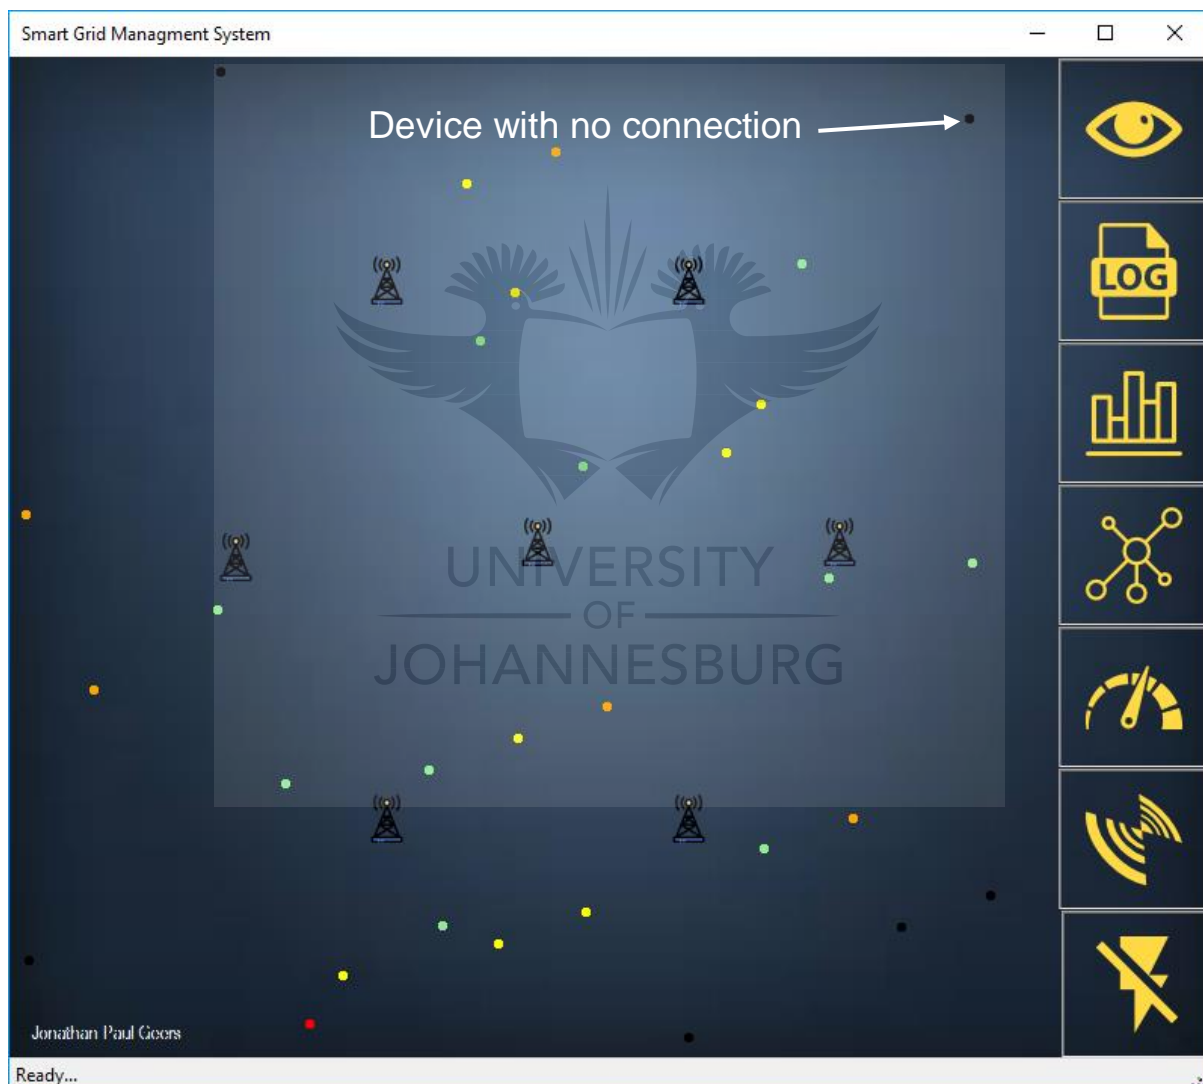 Smart Grid Managment System
Device with no connection
LOG
UNIVERSITY
OF
JOHANNESBURG
Jonathan Paul Geers
Ready...